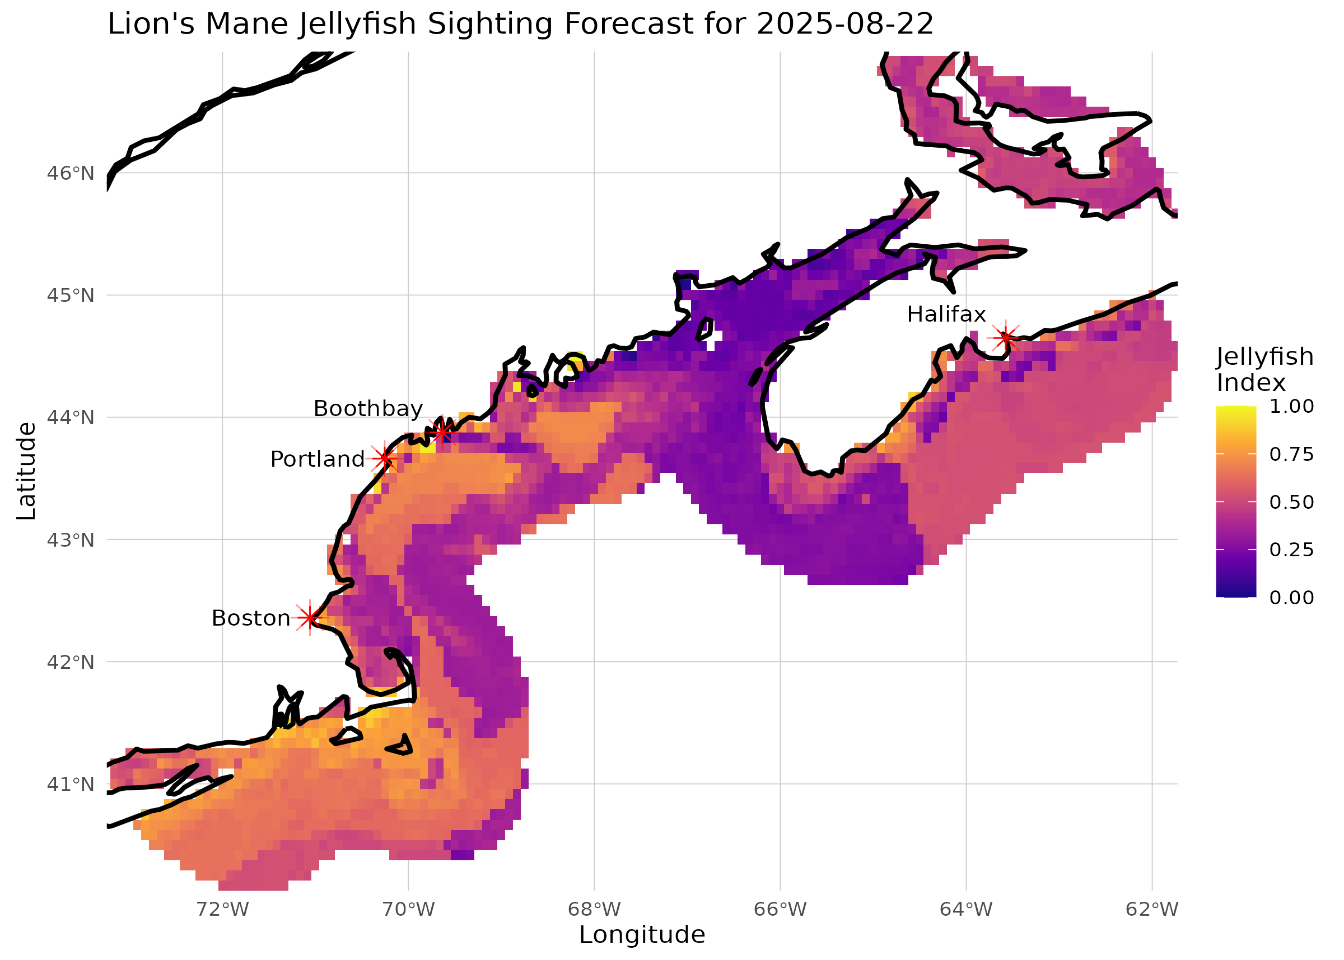 Lion's Mane Jellyfish Sighting Forecast for 2025-08-22
46°N
45°N
Halifax
Jellyfish
Index
1.00
44°N
Boothbay
0.75
Portland
Latitude
0.50
43°N
0.25
Boston
0.00
42°N
41°N
72°W 70°W 68°W 66°W 64°W 62°W
Longitude